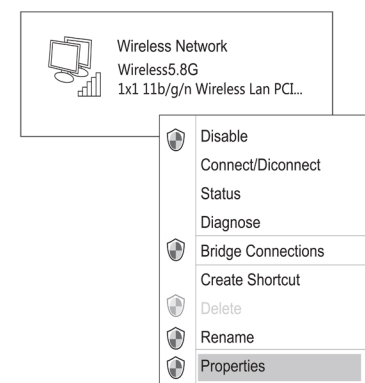 Wireless Network
Wireless5.8G
1x1 11b/g/n Wireless Lan PCI...
Disable
Connect/Diconnect
Status
Diagnose
Bridge Connections
Create Shortcut
Delete
Rename
Properties